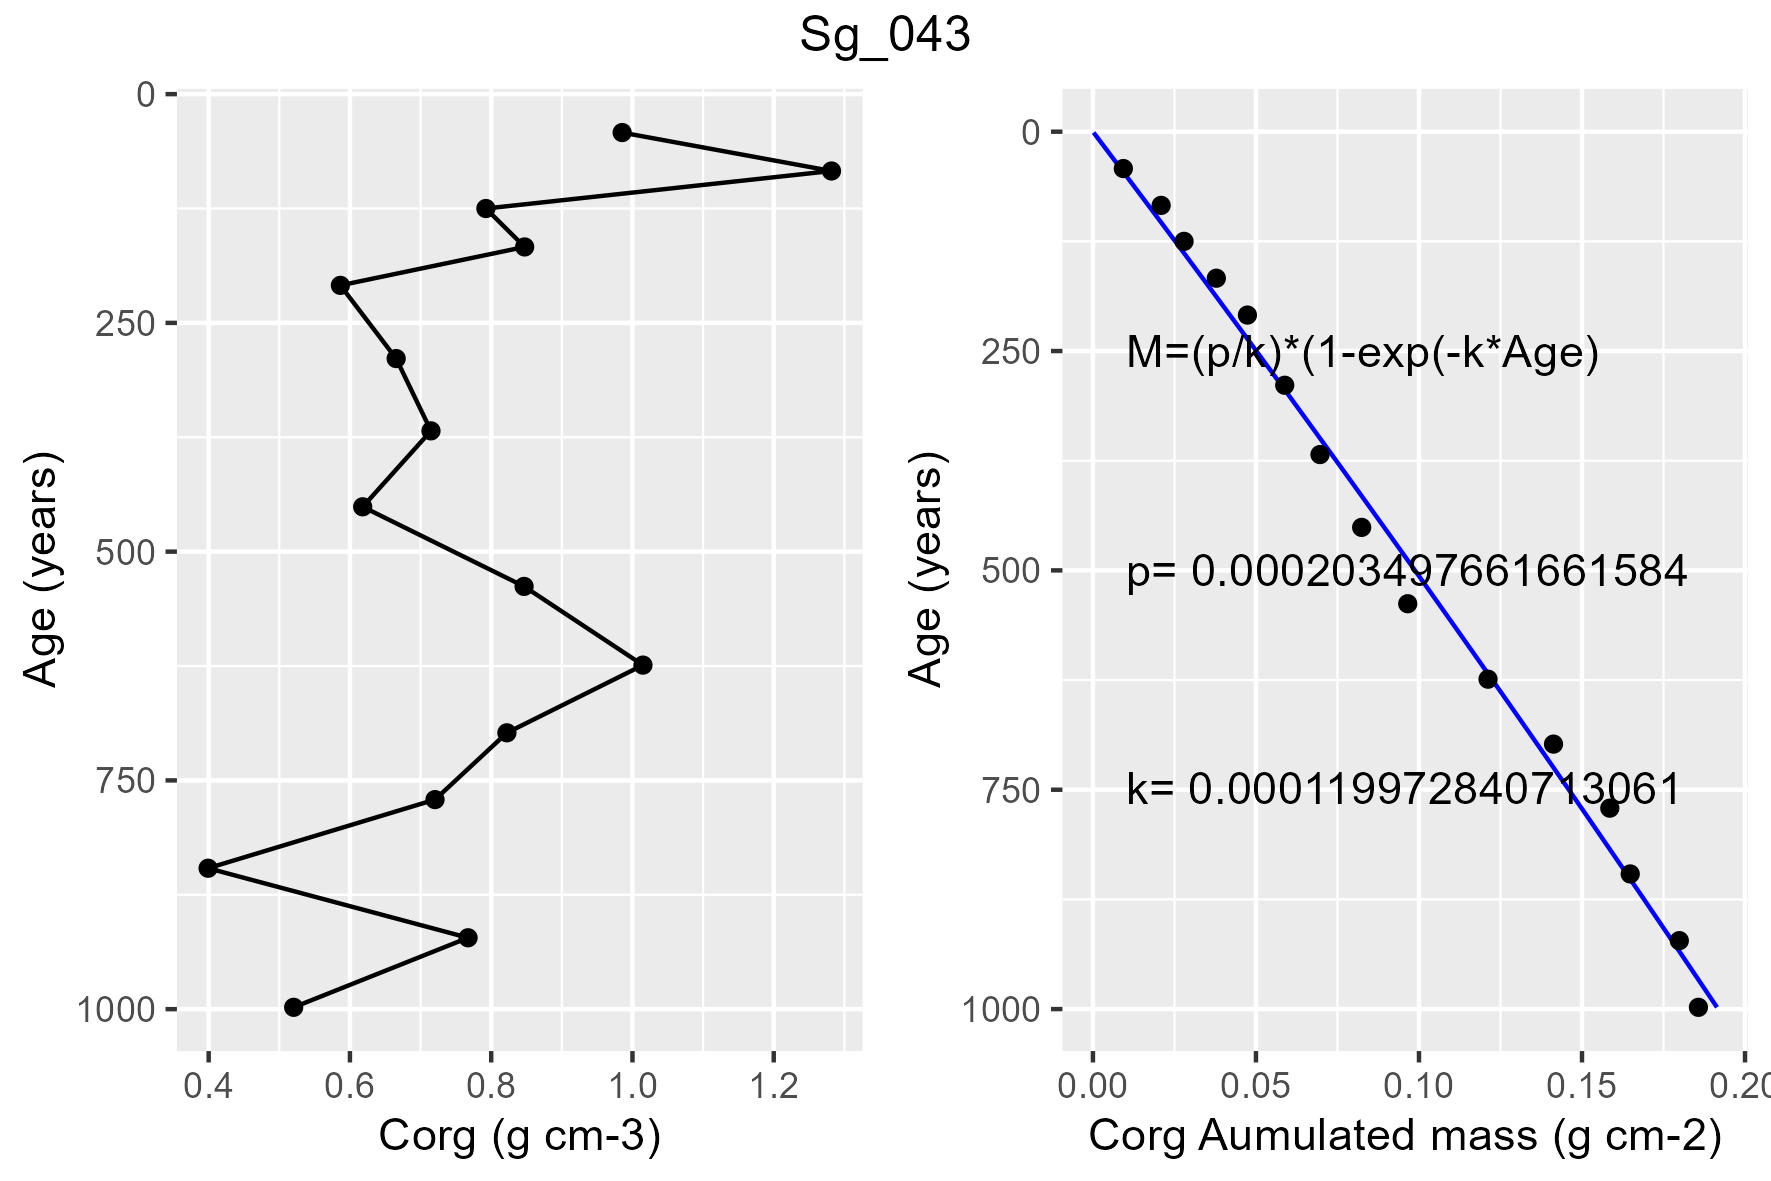 Sg_043
0
250
500
750
1000
Age (years)
0.4 0.6 0.8 1.0 1.2
Corg (g cm-3)
0
250
500
750
1000
Age (years)
M=(p/k)*(1-exp(-k*Age)
p= 0.000203497661661584
k= 0.000119972840713061
0.00 0.05 0.10 0.15 0.20
Corg Aumulated mass (g cm-2)